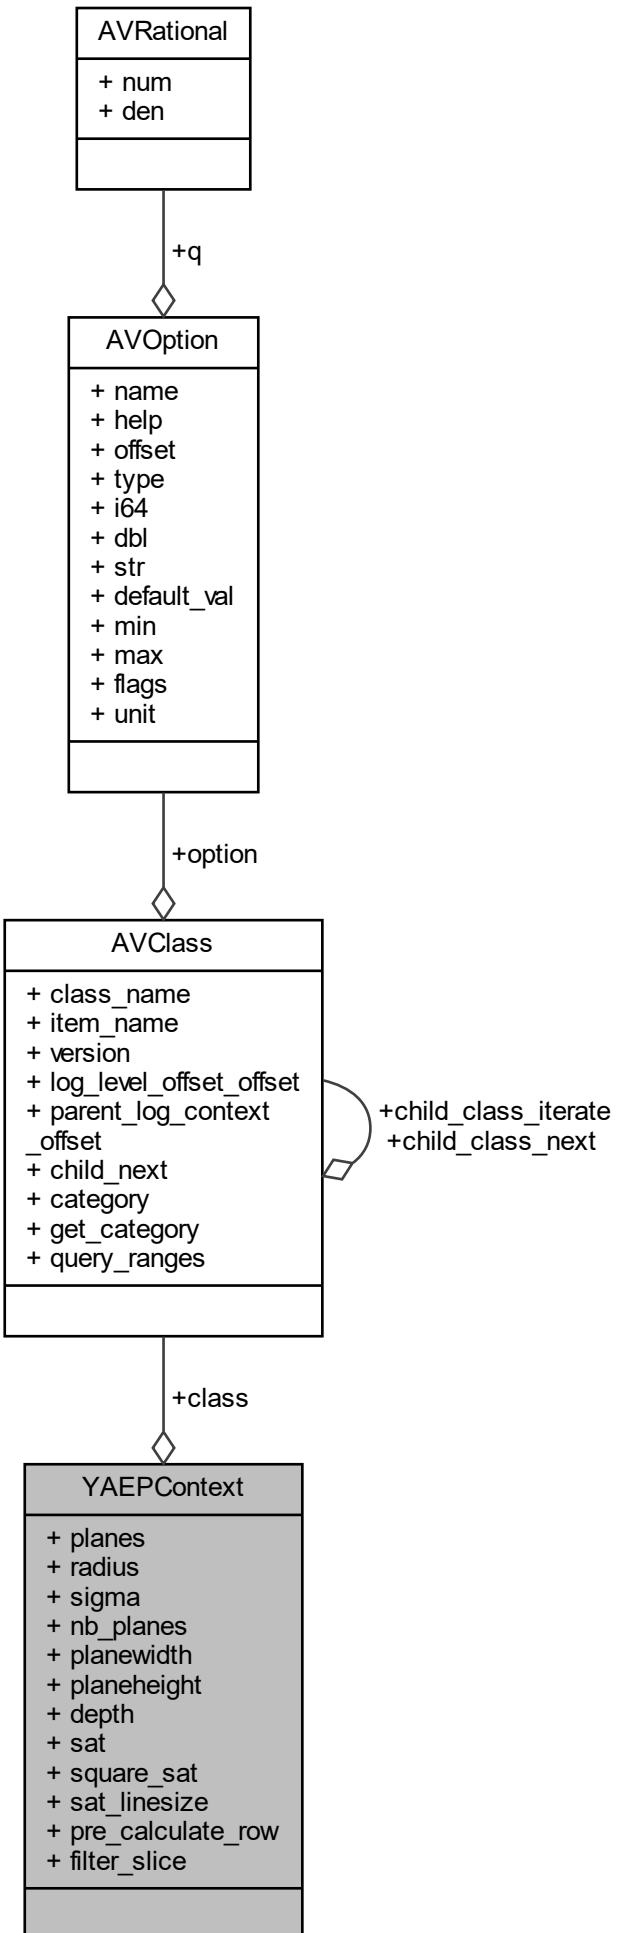 AVRational
+ num
+ den
+q
AVOption
+ name
+ help
+ offset
+ type
+ i64
+ dbl
+ str
+ default_val
+ min
+ max
+ flags
+ unit
+option
AVClass
+ class_name
+ item_name
+ version
+ log_level_offset_offset
+ parent_log_context
_offset
+ child_next
+ category
+ get_category
+ query_ranges
+child_class_iterate
+child_class_next
+class
YAEPContext
+ planes
+ radius
+ sigma
+ nb_planes
+ planewidth
+ planeheight
+ depth
+ sat
+ square_sat
+ sat_linesize
+ pre_calculate_row
+ filter_slice